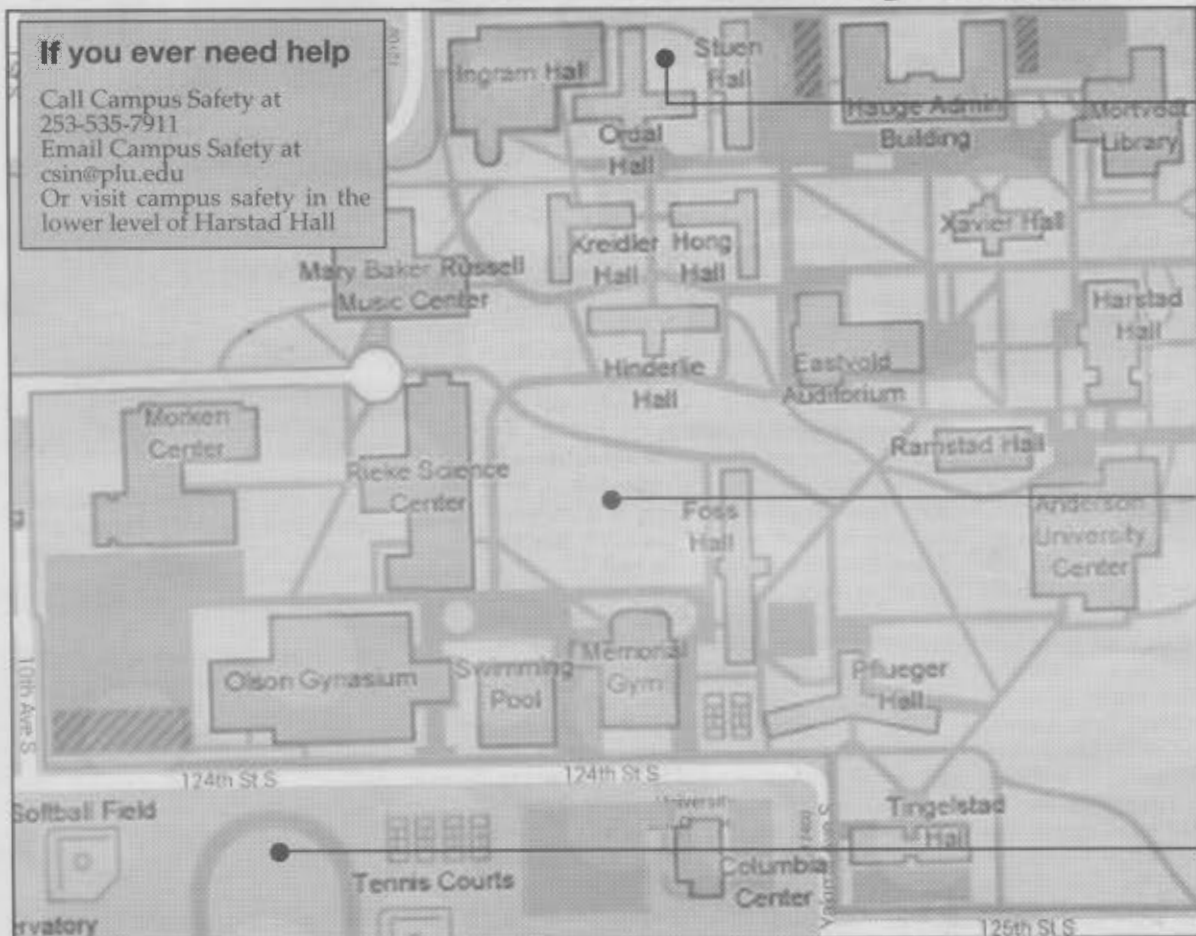 If you ever need help
Call Campus Safety at
253-535-7911
Email Campus Safety at
csin@plu.edu
Or visit campus safety in the
lower level of Harstad Hall
Ingram Hall
Stuen
Hall
Ordal
Hall
Hauge Admin
Building
Mortvedt
Library
Xavier Hall
Kreidler
Hall
Hong
Hall
Mary Baker Russell
Music Center
Harstad
Hall
Hinderlie
Hall
Eastvold
Auditorium
Morken
Center
Ramstad Hall
Rieke Science
Center
Foss
Hall
Anderson
University
Center
Olson Gynasium
Swimming
Pool
Memorial
Gym
Pflueger
Hall
10th Ave S
124th St S
124th St S
Softball Field
Tennis Courts
University
Columbia
Center
Tingelstad
Hall
ervatory
125th St S